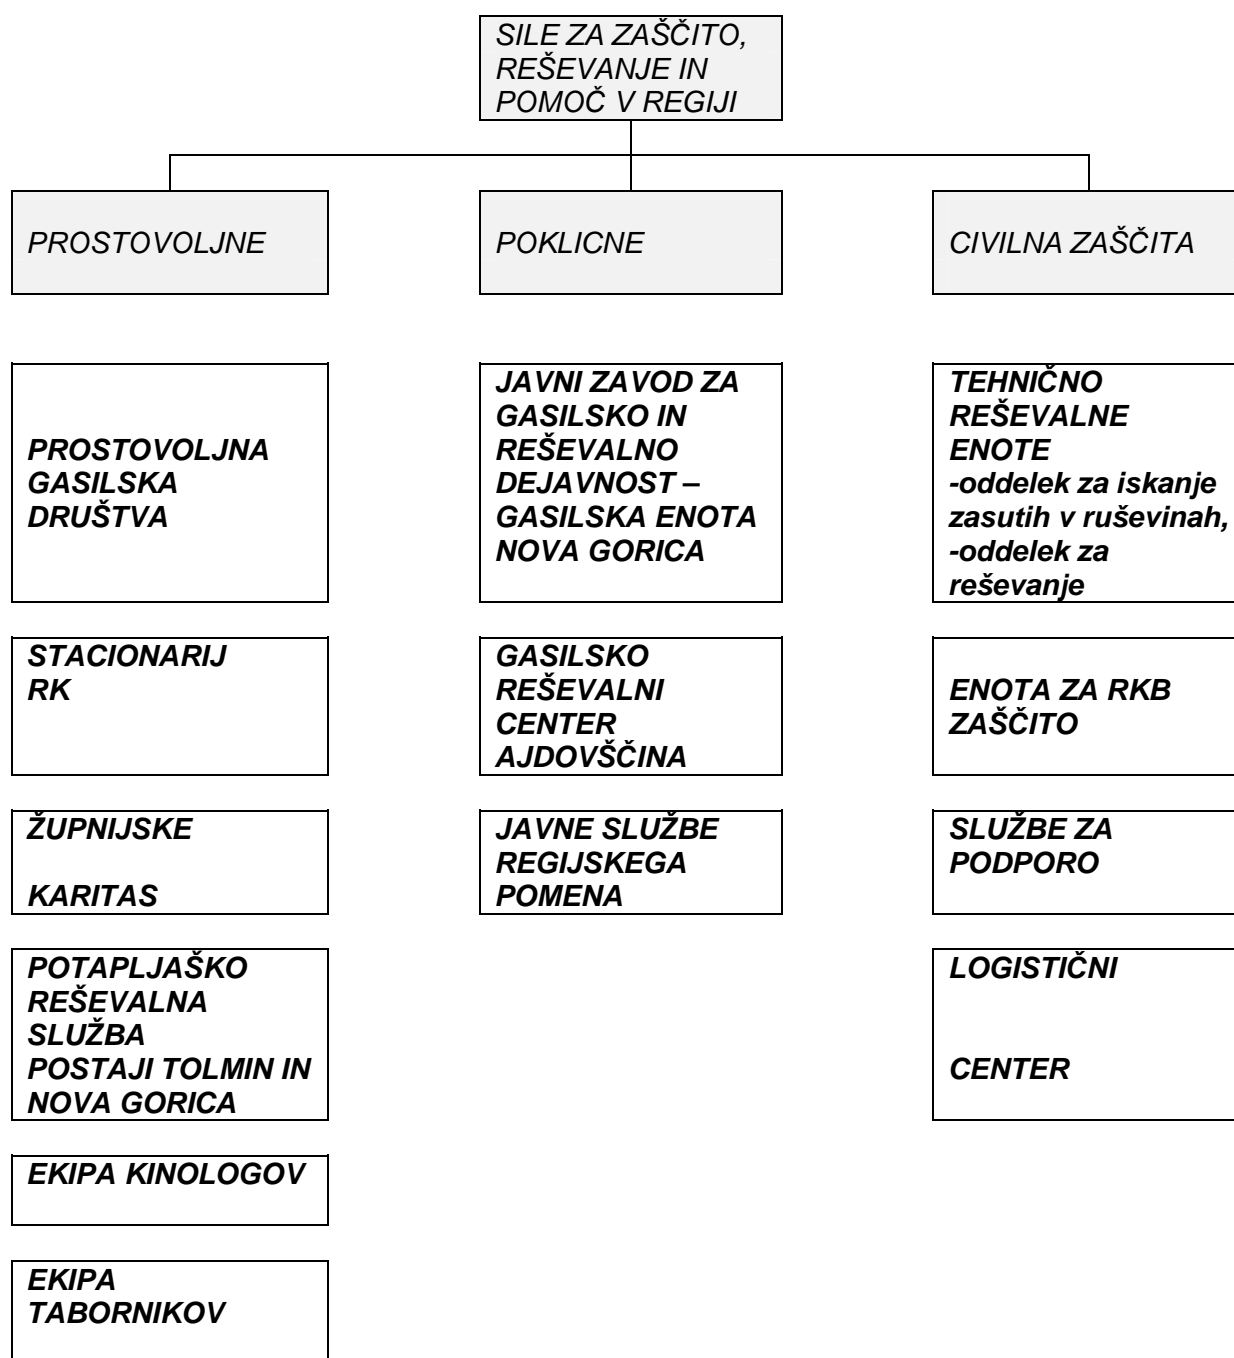 SILE ZA ZAŠČITO,
REŠEVANJE IN
POMOČ V REGIJI
PROSTOVOLJNE
POKLICNE
CIVILNA ZAŠČITA
PROSTOVOLJNA
GASILSKA
DRUŠTVA
JAVNI ZAVOD ZA
GASILSKO IN
REŠEVALNO
DEJAVNOST –
GASILSKA ENOTA
NOVA GORICA
TEHNIČNO
REŠEVALNE
ENOTE
-oddelek za iskanje
zasutih v ruševinah,
-oddelek za
reševanje
STACIONARIJ
RK
GASILSKO
REŠEVALNI
CENTER
AJDOVŠČINA
ENOTA ZA RKB
ZAŠČITO
ŽUPNIJSKE
KARITAS
JAVNE SLUŽBE
REGIJSKEGA
POMENA
SLUŽBE ZA
PODPORO
POTAPLJAŠKO
REŠEVALNA
SLUŽBA
POSTAJI TOLMIN IN
NOVA GORICA
LOGISTIČNI
CENTER
EKIPA KINOLOGOV
EKIPA
TABORNIKOV